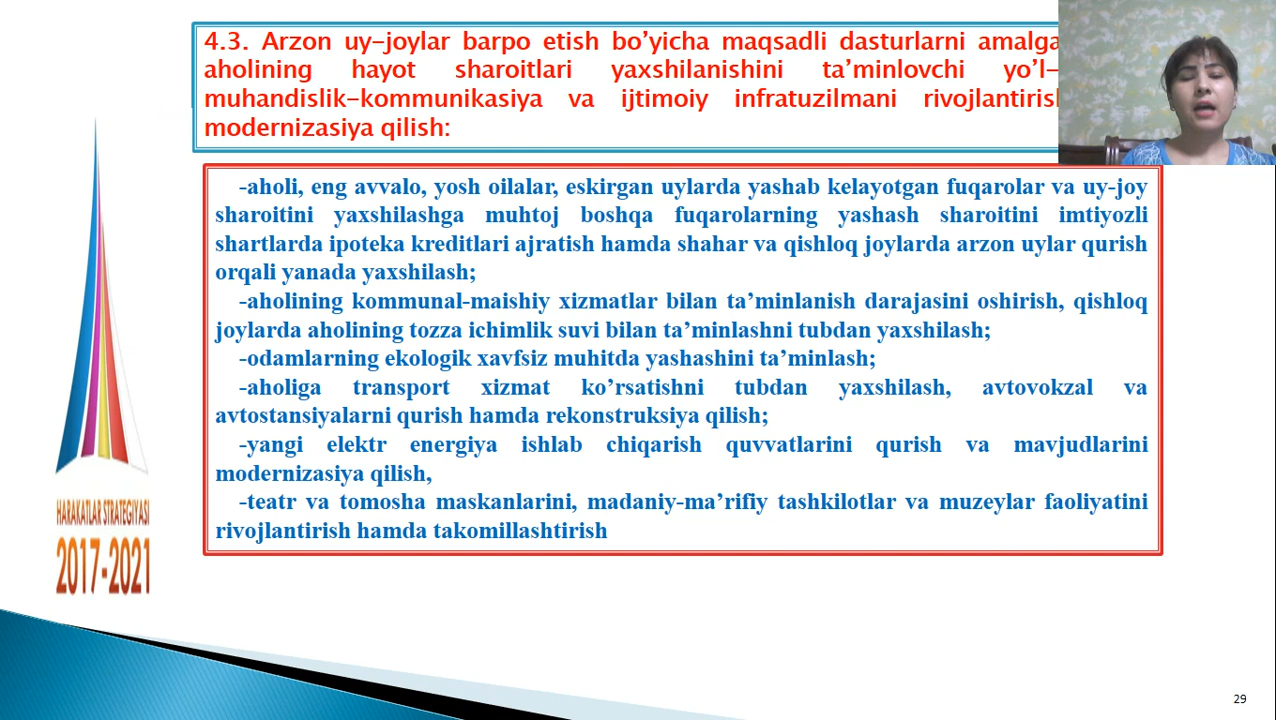 4.3. Arzon uy-joylar barpo etish bo’yicha maqsadli dasturlarni amalga
aholining hayot sharoitlari yaxshilanishini ta’minlovchi yo’l-
muhandislik-kommunikasiya va ijtimoiy infratuzilmani rivojlantirish
modernizasiya qilish:
-aholi, eng avvalo, yosh oilalar, eskirgan uylarda yashab kelayotgan fuqarolar va uy-joy
sharoitini yaxshilashga muhtoj boshqa fuqarolarning yashash sharoitini imtiyozli
shartlarda ipoteka kreditlari ajratish hamda shahar va qishloq joylarda arzon uylar qurish
orqali yanada yaxshilash;
-aholining kommunal-maishiy xizmatlar bilan ta’minlanish darajasini oshirish, qishloq
joylarda aholining tozza ichimlik suvi bilan ta’minlashni tubdan yaxshilash;
-odamlarning ekologik xavfsiz muhitda yashashini ta’minlash;
-aholiga transport xizmat ko’rsatishni tubdan yaxshilash, avtovokzal va
avtostansiyalarni qurish hamda rekonstruksiya qilish;
-yangi elektr energiya ishlab chiqarish quvvatlarini qurish va mavjudlarini
modernizasiya qilish,
-teatr va tomosha maskanlarini, madaniy-ma’rifiy tashkilotlar va muzeylar faoliyatini
rivojlantirish hamda takomillashtirish
HARAKATLAR STRATEGIYASI
2017-2021
29